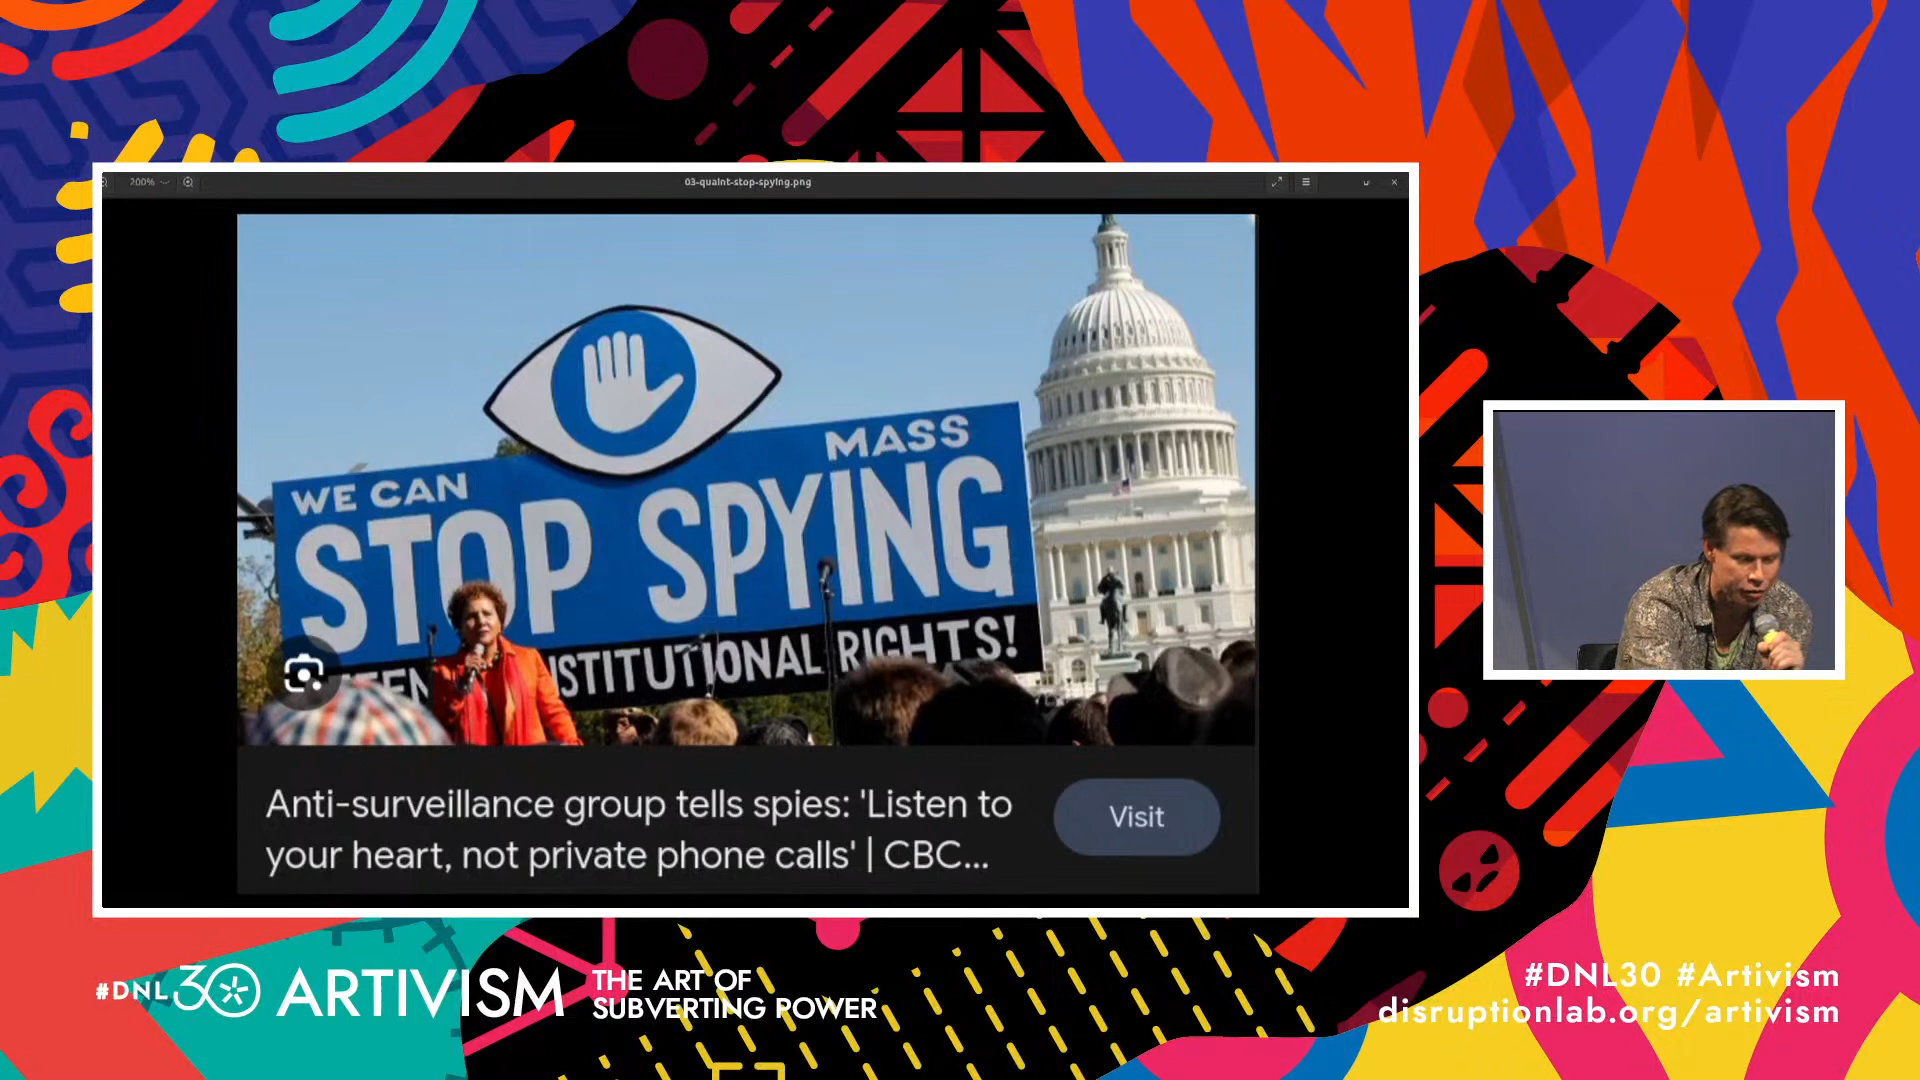 200%
03-quaint-stop-spying.png
WE CAN
MASS
STOP SPYING
RIGHTS!
Anti-surveillance group tells spies: 'Listen to
your heart, not private phone calls' | CBC...
Visit
#DNL30 ARTIVISM
THE ART OF
SUBVERTING POWER
#DNL30 #Artivism
disruptionlab.org/artivism